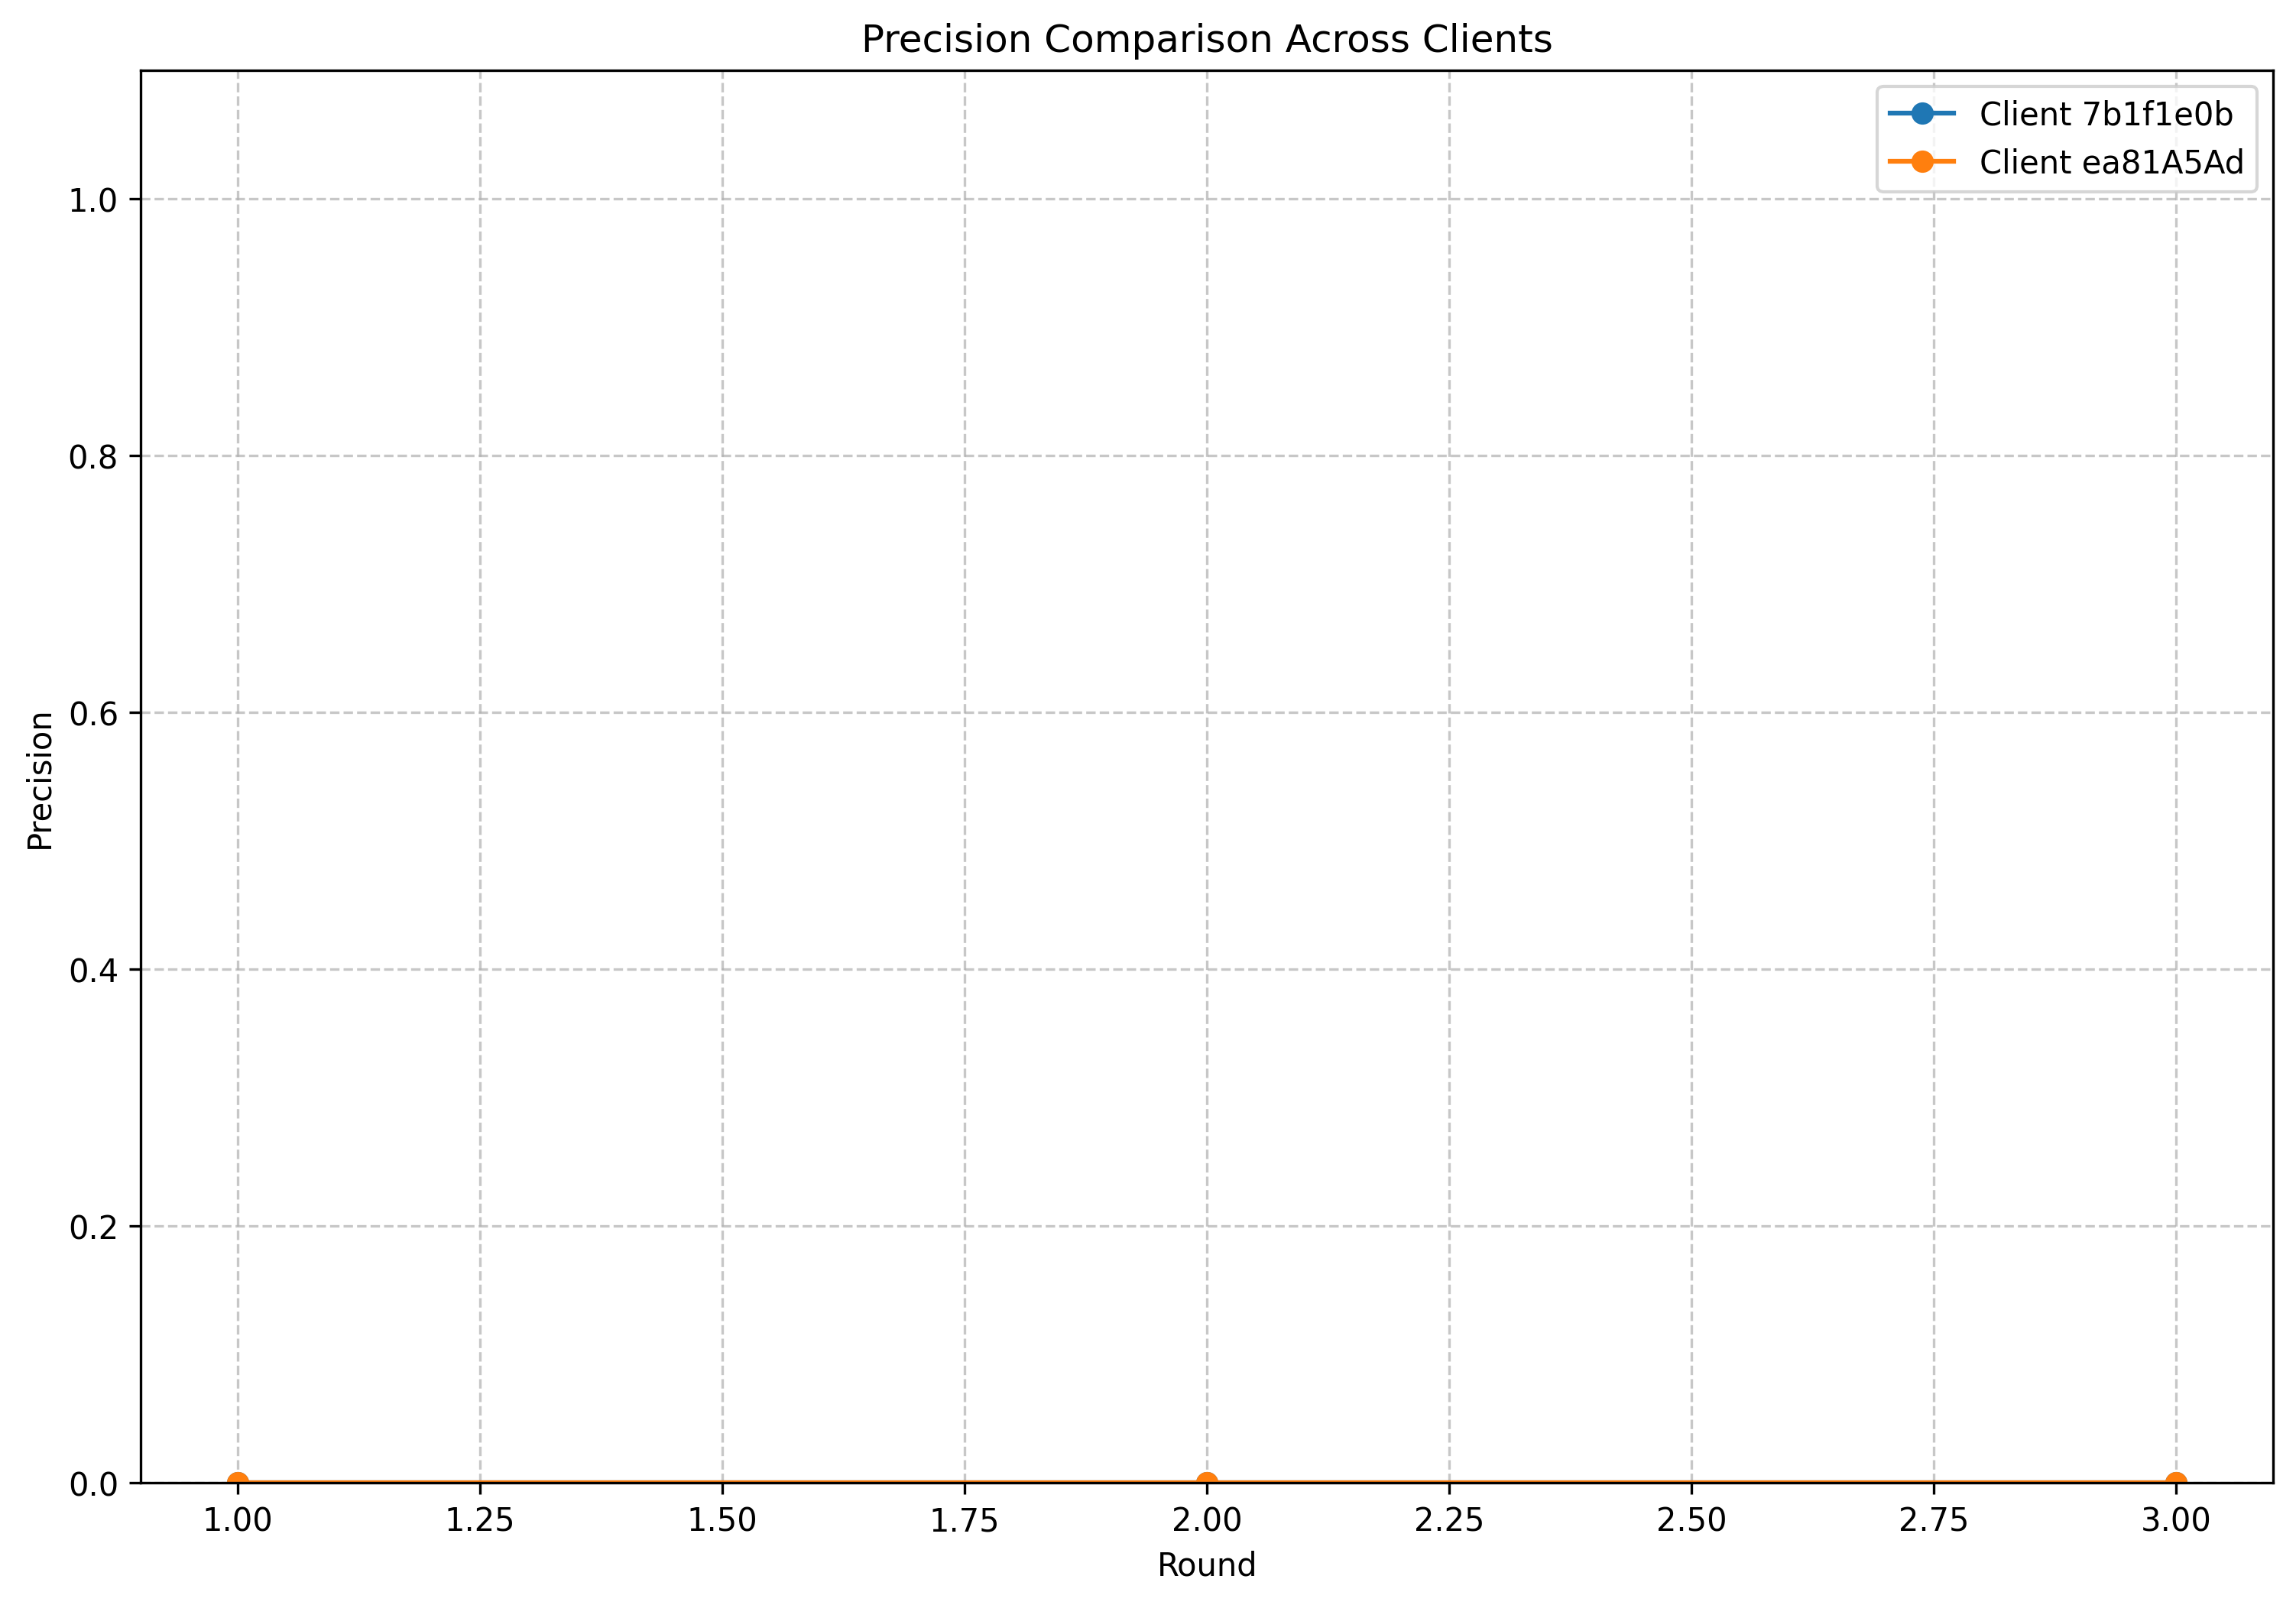 Precision Comparison Across Clients
Client 7b1f1e0b
Client ea81A5Ad
1.0
0.8
0.6
0.4
0.2
0.0
Precision
1.00 1.25 1.50 1.75 2.00 2.25 2.50 2.75 3.00
Round